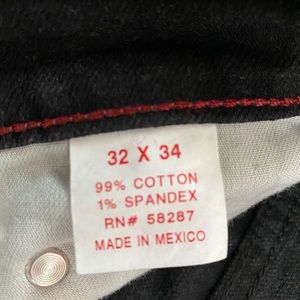 32 X 34
99% COTTON
1% SPANDEX
RN# 58287
MADE IN MEXICO